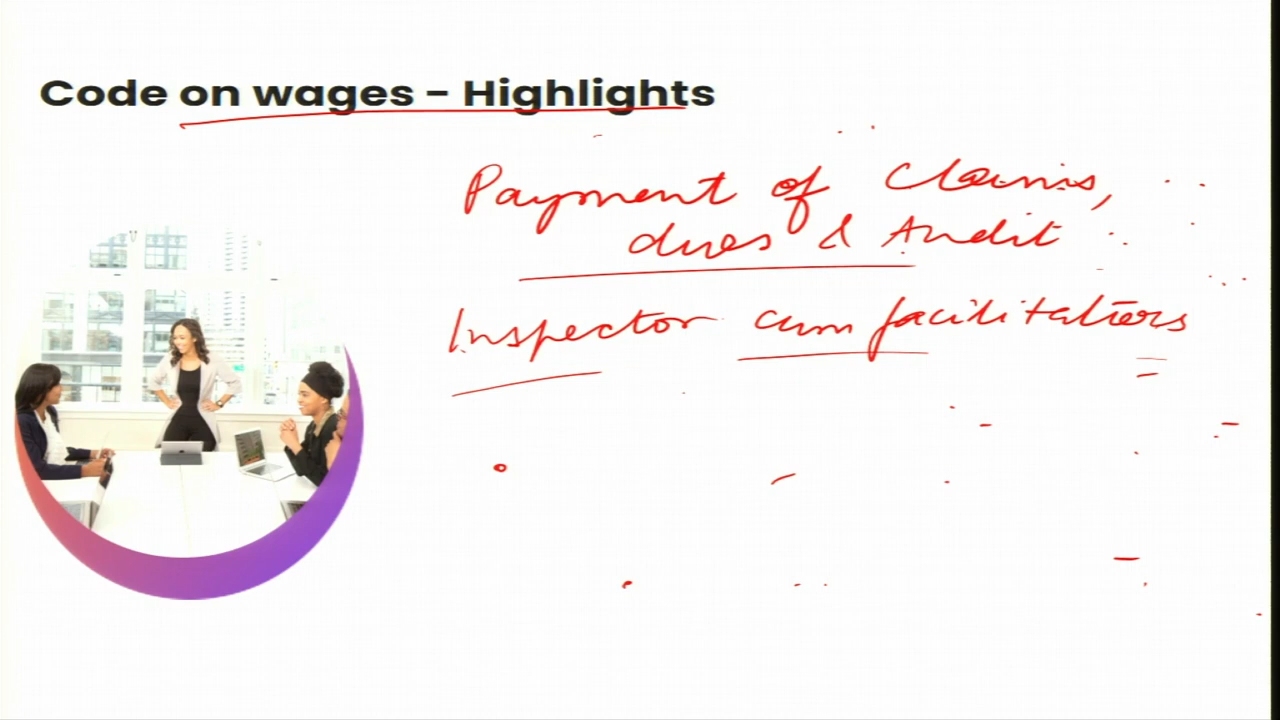 Code on wages - Highlights
Payment of Claims,
dues & Audit
Inspector cum facilitators